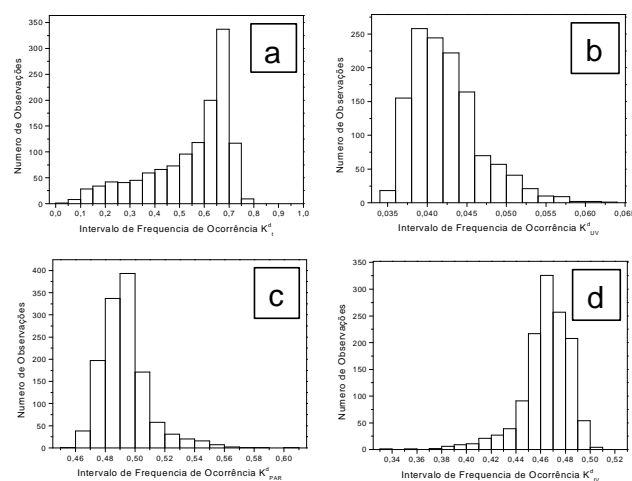 a
350
300
250
200
150
100
50
0
Numero de Observações
0,0 0,1 0,2 0,3 0,4 0,5 0,6 0,7 0,8 0,9 1,0
Intervalo de Frequencia de Ocorrência K^d_t
b
250
200
150
100
50
0
Numero de Observações
0,035 0,040 0,045 0,050 0,055 0,060
Intervalo de Frequencia de Ocorrência K^d_UV
c
400
350
300
250
200
150
100
50
0
Numero de Observações
0,46 0,48 0,50 0,52 0,54 0,56 0,58 0,60
Intervalo de Frequencia de Ocorrência K^d_PAR
d
350
300
250
200
150
100
50
0
Numero de Observações
0,34 0,36 0,38 0,40 0,42 0,44 0,46 0,48 0,50 0,52
Intervalo de Frequencia de Ocorrência K^d_IV